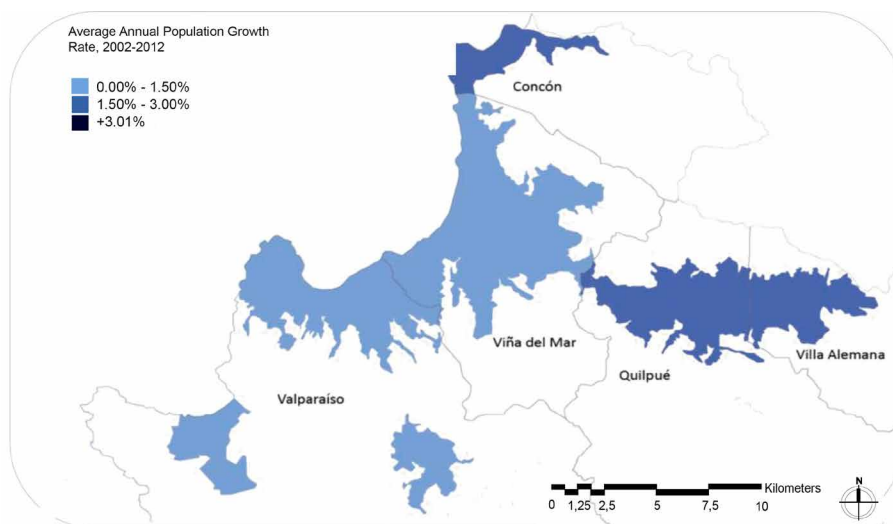 Average Annual Population Growth
Rate, 2002-2012
0.00% - 1.50%
1.50% - 3.00%
+3.01%
Concón
Viña del Mar
Villa Alemana
Quilpué
Valparaíso
N
Kilometers
0 1,25 2,5 5 7,5 10